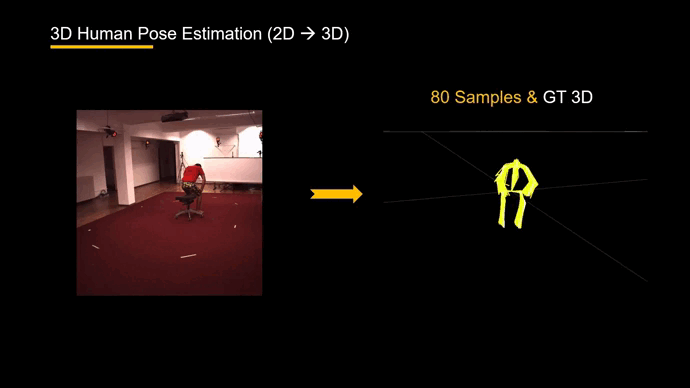 3D Human Pose Estimation (2D → 3D)
80 Samples & GT 3D